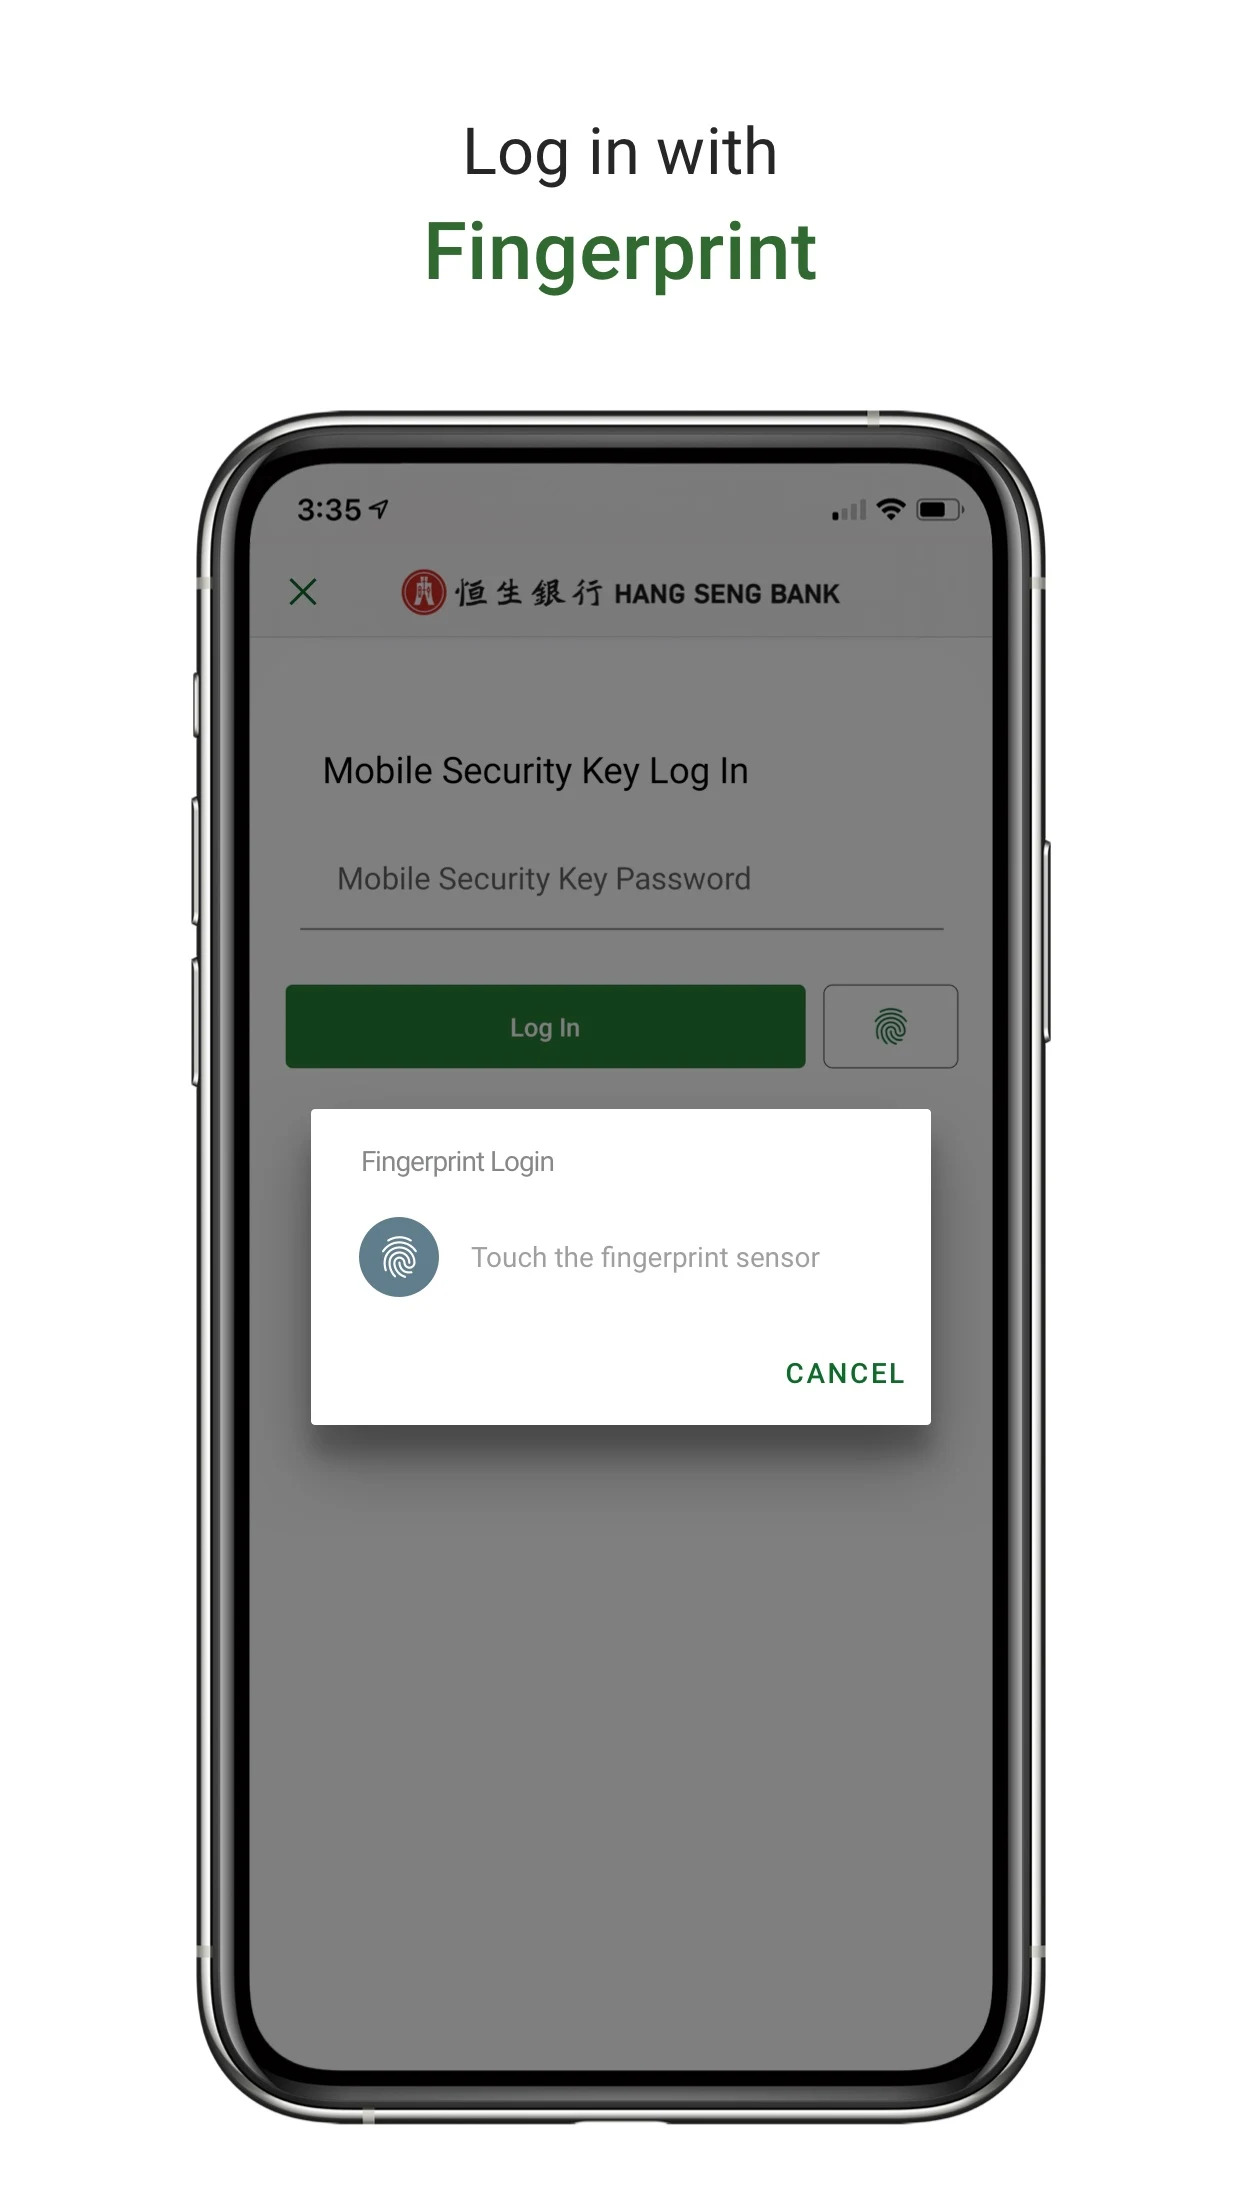 Log in with
Fingerprint
3:35
恒生銀行 HANG SENG BANK
Mobile Security Key Log In
Mobile Security Key Password
Log In
Fingerprint Login
Touch the fingerprint sensor
CANCEL